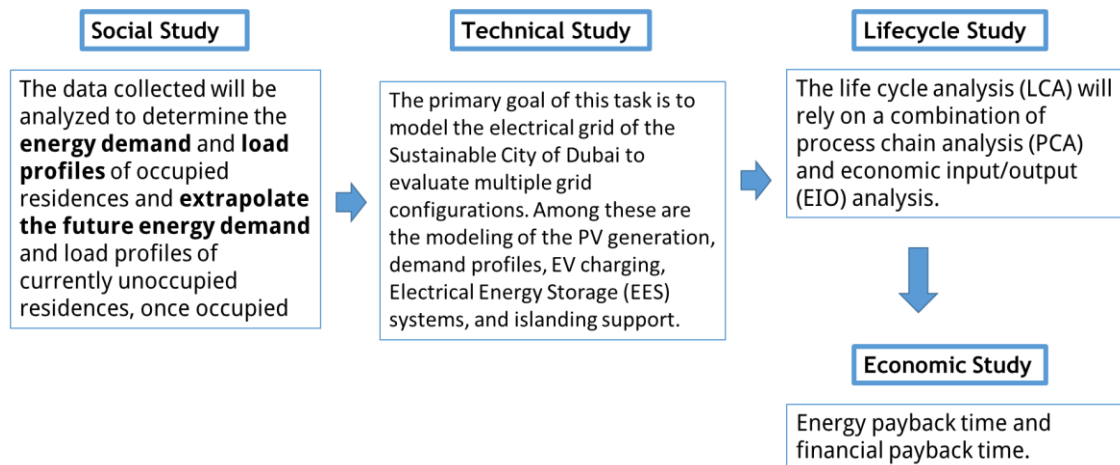 Social Study
The data collected will be
analyzed to determine the
energy demand and load
profiles of occupied
residences and extrapolate
the future energy demand
and load profiles of
currently unoccupied
residences, once occupied
Technical Study
The primary goal of this task is to
model the electrical grid of the
Sustainable City of Dubai to
evaluate multiple grid
configurations. Among these are
the modeling of the PV generation,
demand profiles, EV charging,
Electrical Energy Storage (EES)
systems, and islanding support.
Lifecycle Study
The life cycle analysis (LCA) will
rely on a combination of
process chain analysis (PCA)
and economic input/output
(EIO) analysis.
Economic Study
Energy payback time and
financial payback time.